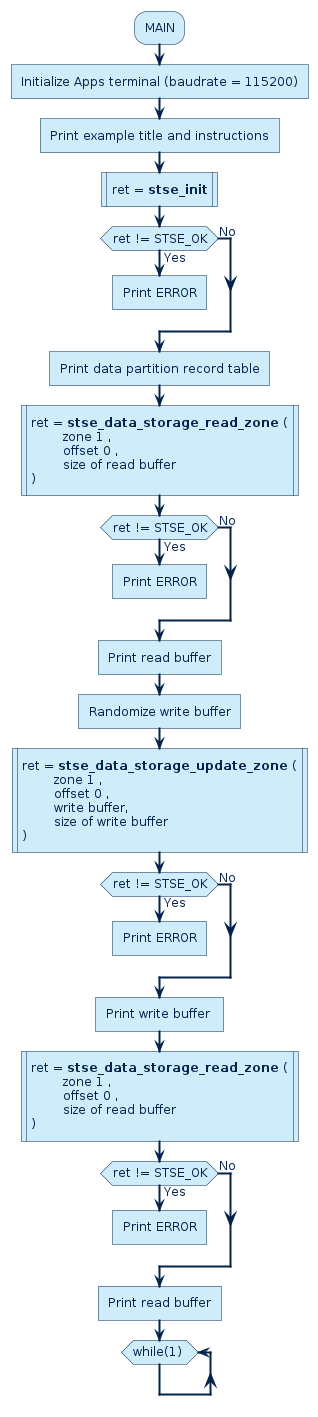 MAIN
Initialize Apps terminal (baudrate = 115200)
Print example title and instructions
ret = stse_init
ret != STSE_OK
No
Yes
Print ERROR
Print data partition record table
ret = stse_data_storage_read_zone (
zone 1 ,
offset 0 ,
size of read buffer
)
ret != STSE_OK
No
Yes
Print ERROR
Print read buffer
Randomize write buffer
ret = stse_data_storage_update_zone (
zone 1 ,
offset 0 ,
write buffer,
size of write buffer
)
ret != STSE_OK
No
Yes
Print ERROR
Print write buffer
ret = stse_data_storage_read_zone (
zone 1 ,
offset 0 ,
size of read buffer
)
ret != STSE_OK
No
Yes
Print ERROR
Print read buffer
while(1)